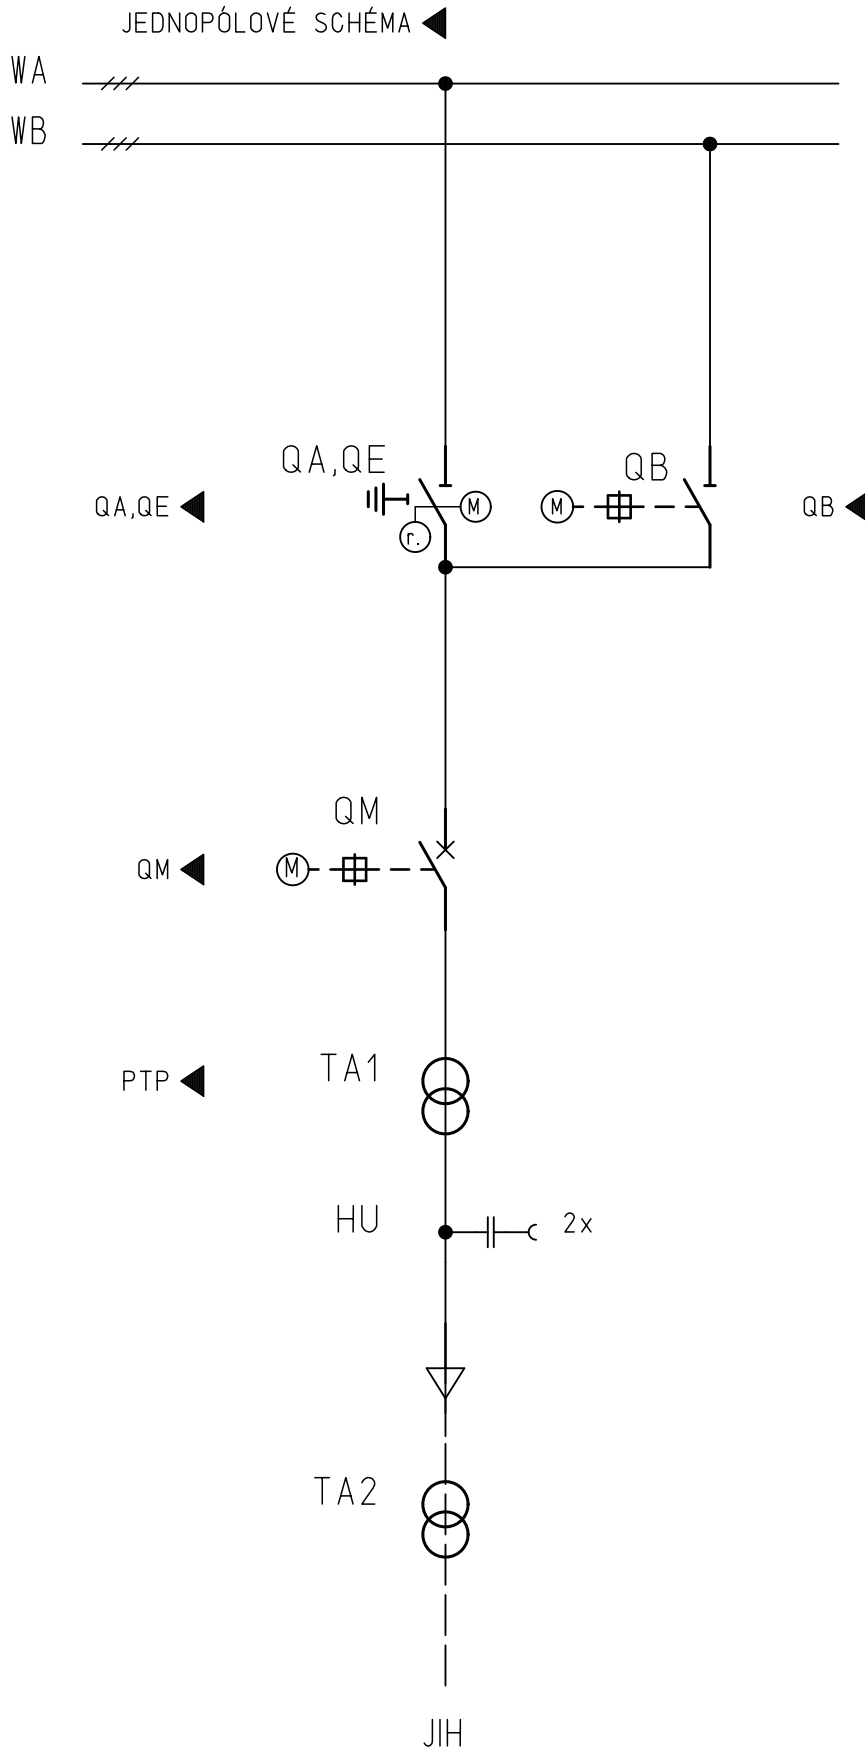 JEDNOPÓLOVÉ SCHÉMA
WA
WB
QA,QE
QB
QA,QE
M
M
QB
r.
QM
QM
M
TA1
PTP
HU
2x
TA2
JIH